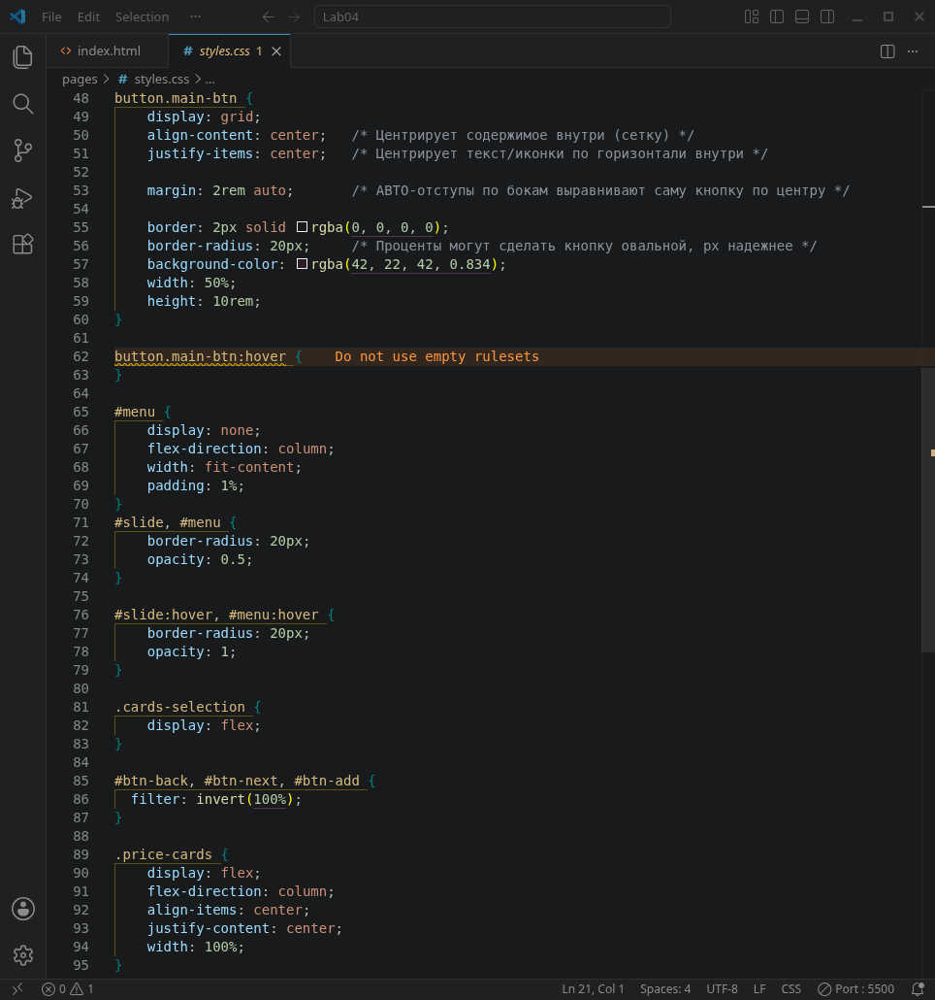 File Edit Selection ··· Lab04
index.html # styles.css 1
pages > # styles.css > ...
48 button.main-btn {
49 display: grid;
50 align-content: center; /* Центрирует содержимое внутри (сетку) */
51 justify-items: center; /* Центрирует текст/иконки по горизонтали внутри */
52
53 margin: 2rem auto; /* АВТО-отступы по бокам выравнивают саму кнопку по центру */
54
55 border: 2px solid rgba(0, 0, 0, 0);
56 border-radius: 20px; /* Проценты могут сделать кнопку овальной, px надежнее */
57 background-color: rgba(42, 22, 42, 0.834);
58 width: 50%;
59 height: 10rem;
60 }
61
62 button.main-btn:hover { Do not use empty rulesets
63 }
64
65 #menu {
66 display: none;
67 flex-direction: column;
68 width: fit-content;
69 padding: 1%;
70 }
71 #slide, #menu {
72 border-radius: 20px;
73 opacity: 0.5;
74 }
75
76 #slide:hover, #menu:hover {
77 border-radius: 20px;
78 opacity: 1;
79 }
80
81 .cards-selection {
82 display: flex;
83 }
84
85 #btn-back, #btn-next, #btn-add {
86 filter: invert(100%);
87 }
88
89 .price-cards {
90 display: flex;
91 flex-direction: column;
92 align-items: center;
93 justify-content: center;
94 width: 100%;
95 }
0 1 Ln 21, Col 1 Spaces: 4 UTF-8 LF CSS Port : 5500